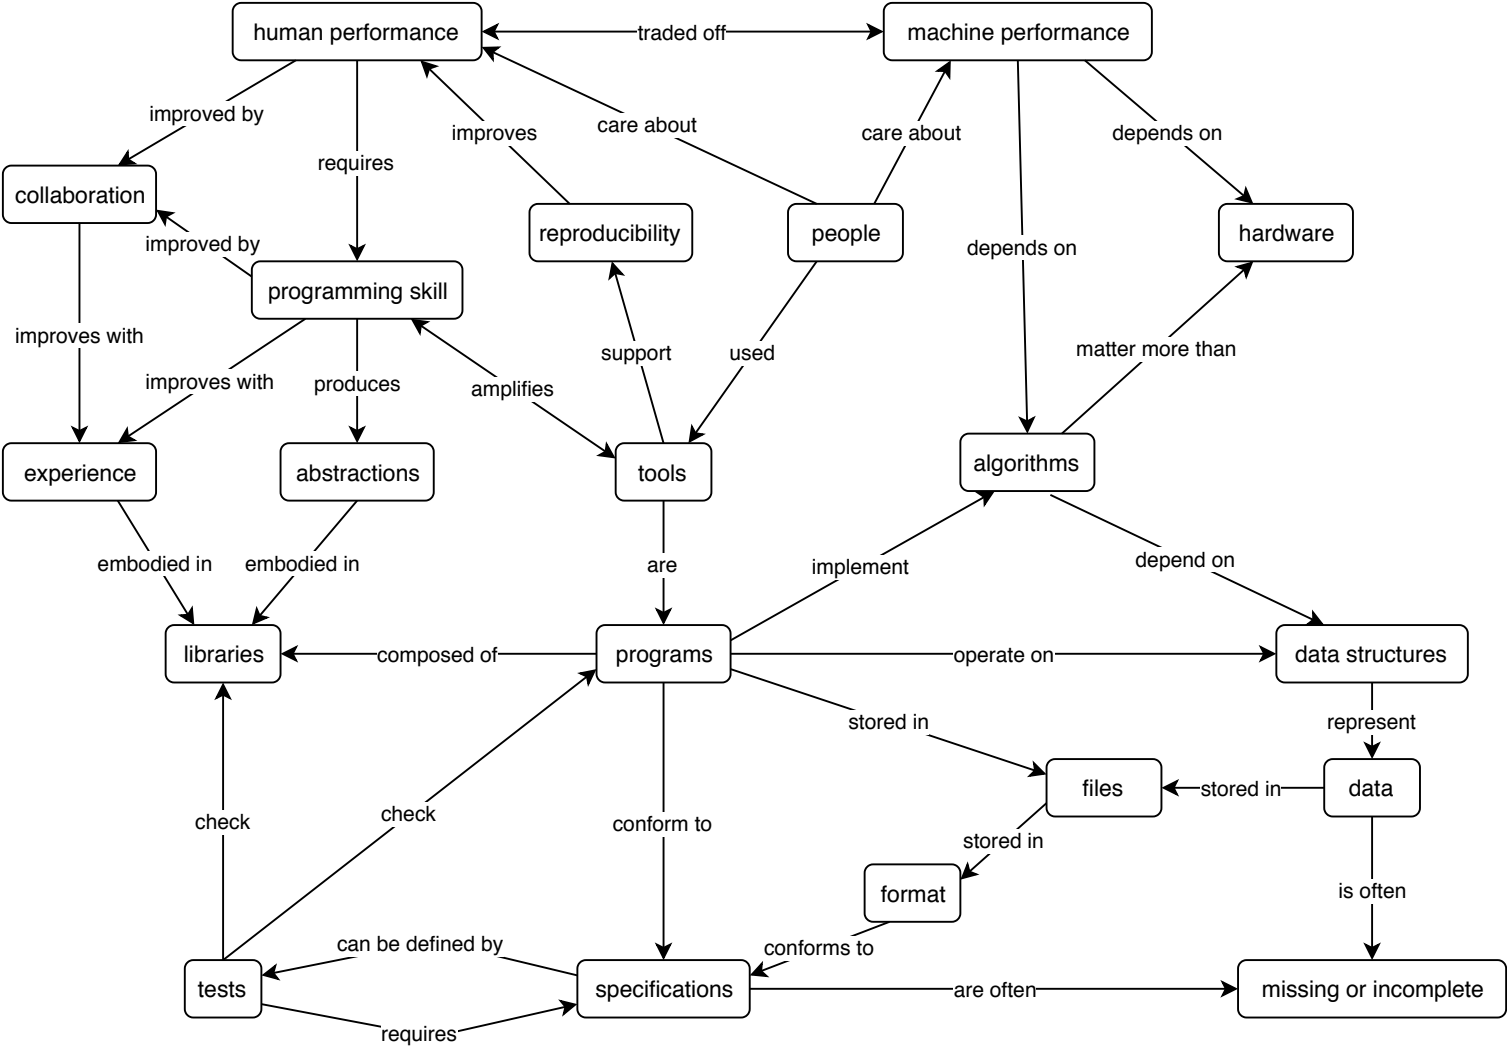 human performance
traded off
machine performance
improved by
requires
improves
care about
care about
depends on
collaboration
improved by
programming skill
reproducibility
people
depends on
hardware
improves with
improves with
produces
amplifies
support
used
matter more than
experience
abstractions
tools
algorithms
embodied in
embodied in
are
implement
depend on
libraries
composed of
programs
operate on
data structures
stored in
represent
check
check
conform to
files
stored in
data
stored in
format
is often
can be defined by
conforms to
tests
specifications
are often
missing or incomplete
requires